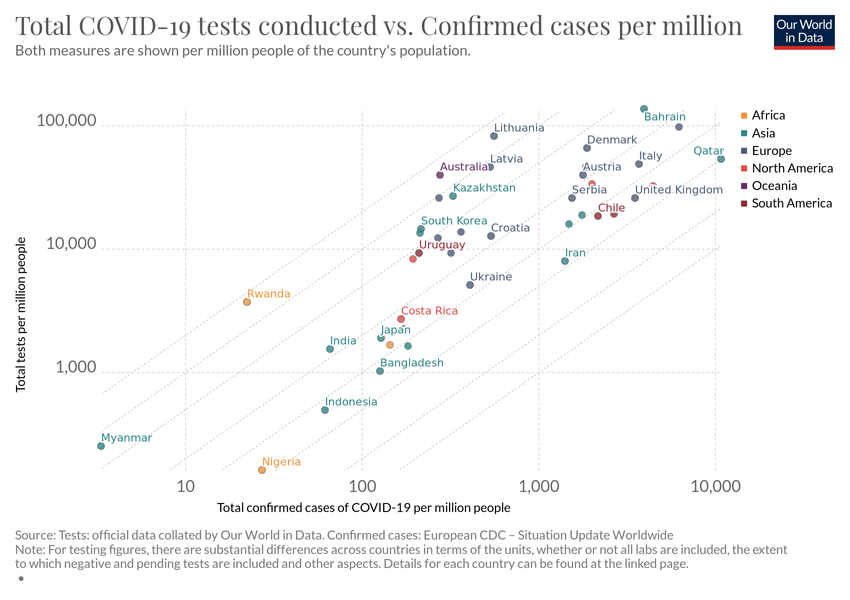 Total COVID-19 tests conducted vs. Confirmed cases per million
Both measures are shown per million people of the country's population.
Our World
in Data
100,000
10,000
1,000
Total tests per million people
Lithuania
Bahrain
Denmark
Qatar
Latvia
Italy
Australia
Austria
Kazakhstan
Serbia
United Kingdom
Chile
South Korea
Croatia
Uruguay
Iran
Ukraine
Rwanda
Costa Rica
Japan
India
Bangladesh
Indonesia
Myanmar
Nigeria
Africa
Asia
Europe
North America
Oceania
South America
10
100
1,000
10,000
Total confirmed cases of COVID-19 per million people
Source: Tests: official data collated by Our World in Data. Confirmed cases: European CDC – Situation Update Worldwide
Note: For testing figures, there are substantial differences across countries in terms of the units, whether or not all labs are included, the extent
to which negative and pending tests are included and other aspects. Details for each country can be found at the linked page.